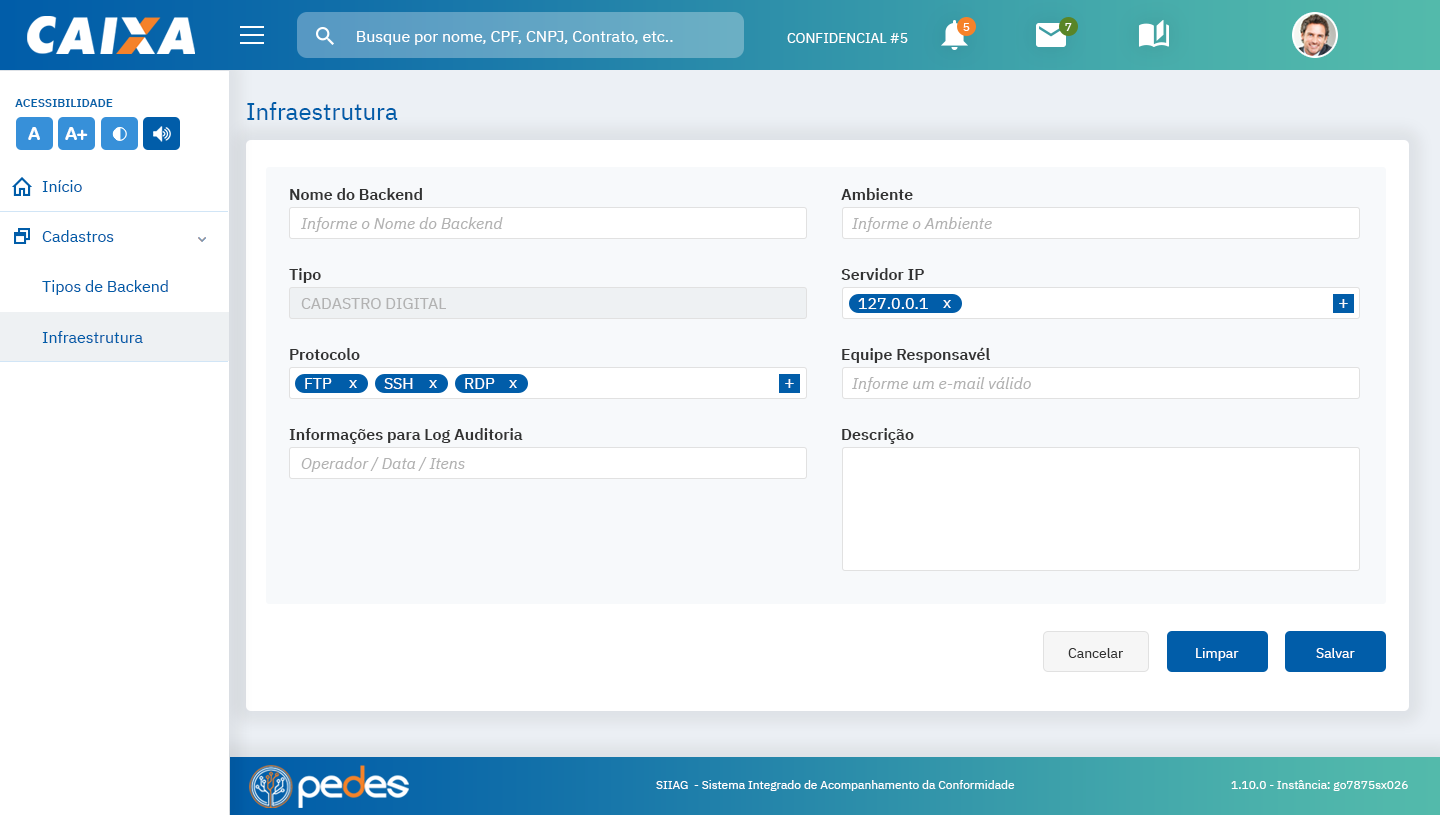 CAIXA
Busque por nome, CPF, CNPJ, Contrato, etc..
CONFIDENCIAL #5
5
7
ACESSIBILIDADE
A A+
Início
Cadastros
Tipos de Backend
Infraestrutura
Infraestrutura
Nome do Backend
Informe o Nome do Backend
Ambiente
Informe o Ambiente
Tipo
CADASTRO DIGITAL
Servidor IP
127.0.0.1 x +
Protocolo
FTP x SSH x RDP x +
Equipe Responsavél
Informe um e-mail válido
Informações para Log Auditoria
Operador / Data / Itens
Descrição
Cancelar Limpar Salvar
pedes
SIIAG - Sistema Integrado de Acompanhamento da Conformidade
1.10.0 - Instância: go7875sx026